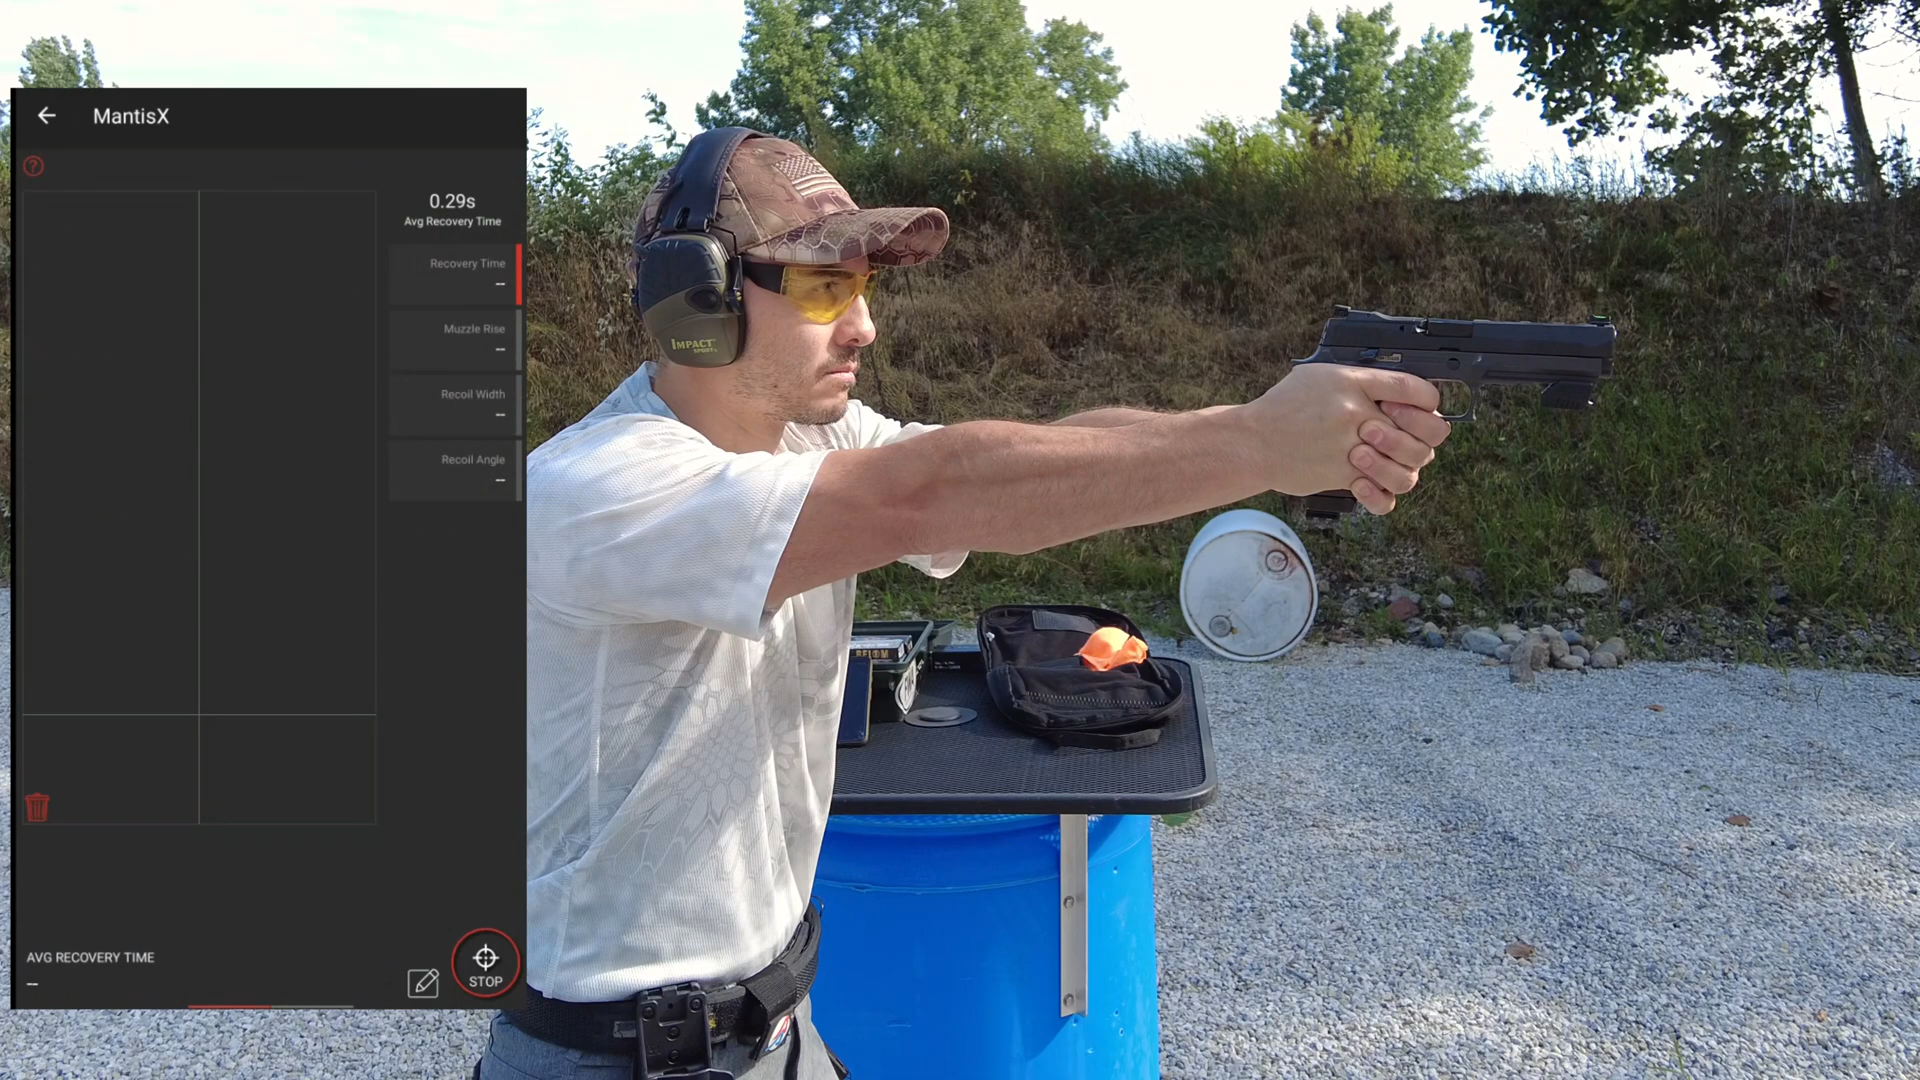 MantisX
?
0.29s
Avg Recovery Time
Recovery Time
--
Muzzle Rise
--
Recoil Width
--
Recoil Angle
--
AVG RECOVERY TIME
--
STOP
IMPACT
SPORT